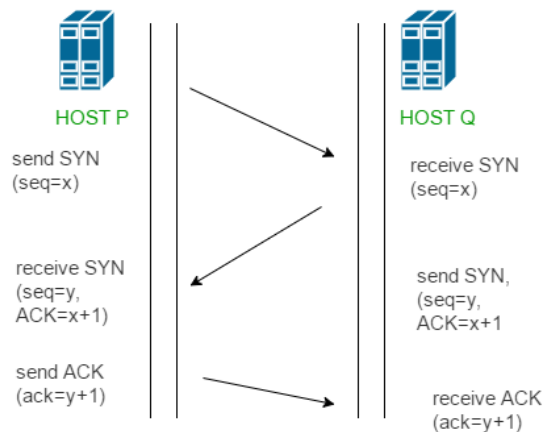 HOST P
HOST Q
send SYN
(seq=x)
receive SYN
(seq=x)
receive SYN
(seq=y,
ACK=x+1)
send SYN,
(seq=y,
ACK=x+1
send ACK
(ack=y+1)
receive ACK
(ack=y+1)